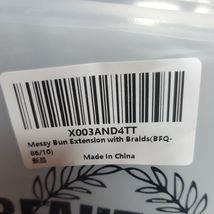 X003AND4TT
Messy Bun Extension with Braids(BFQ-
86/10)
新品
Made In China